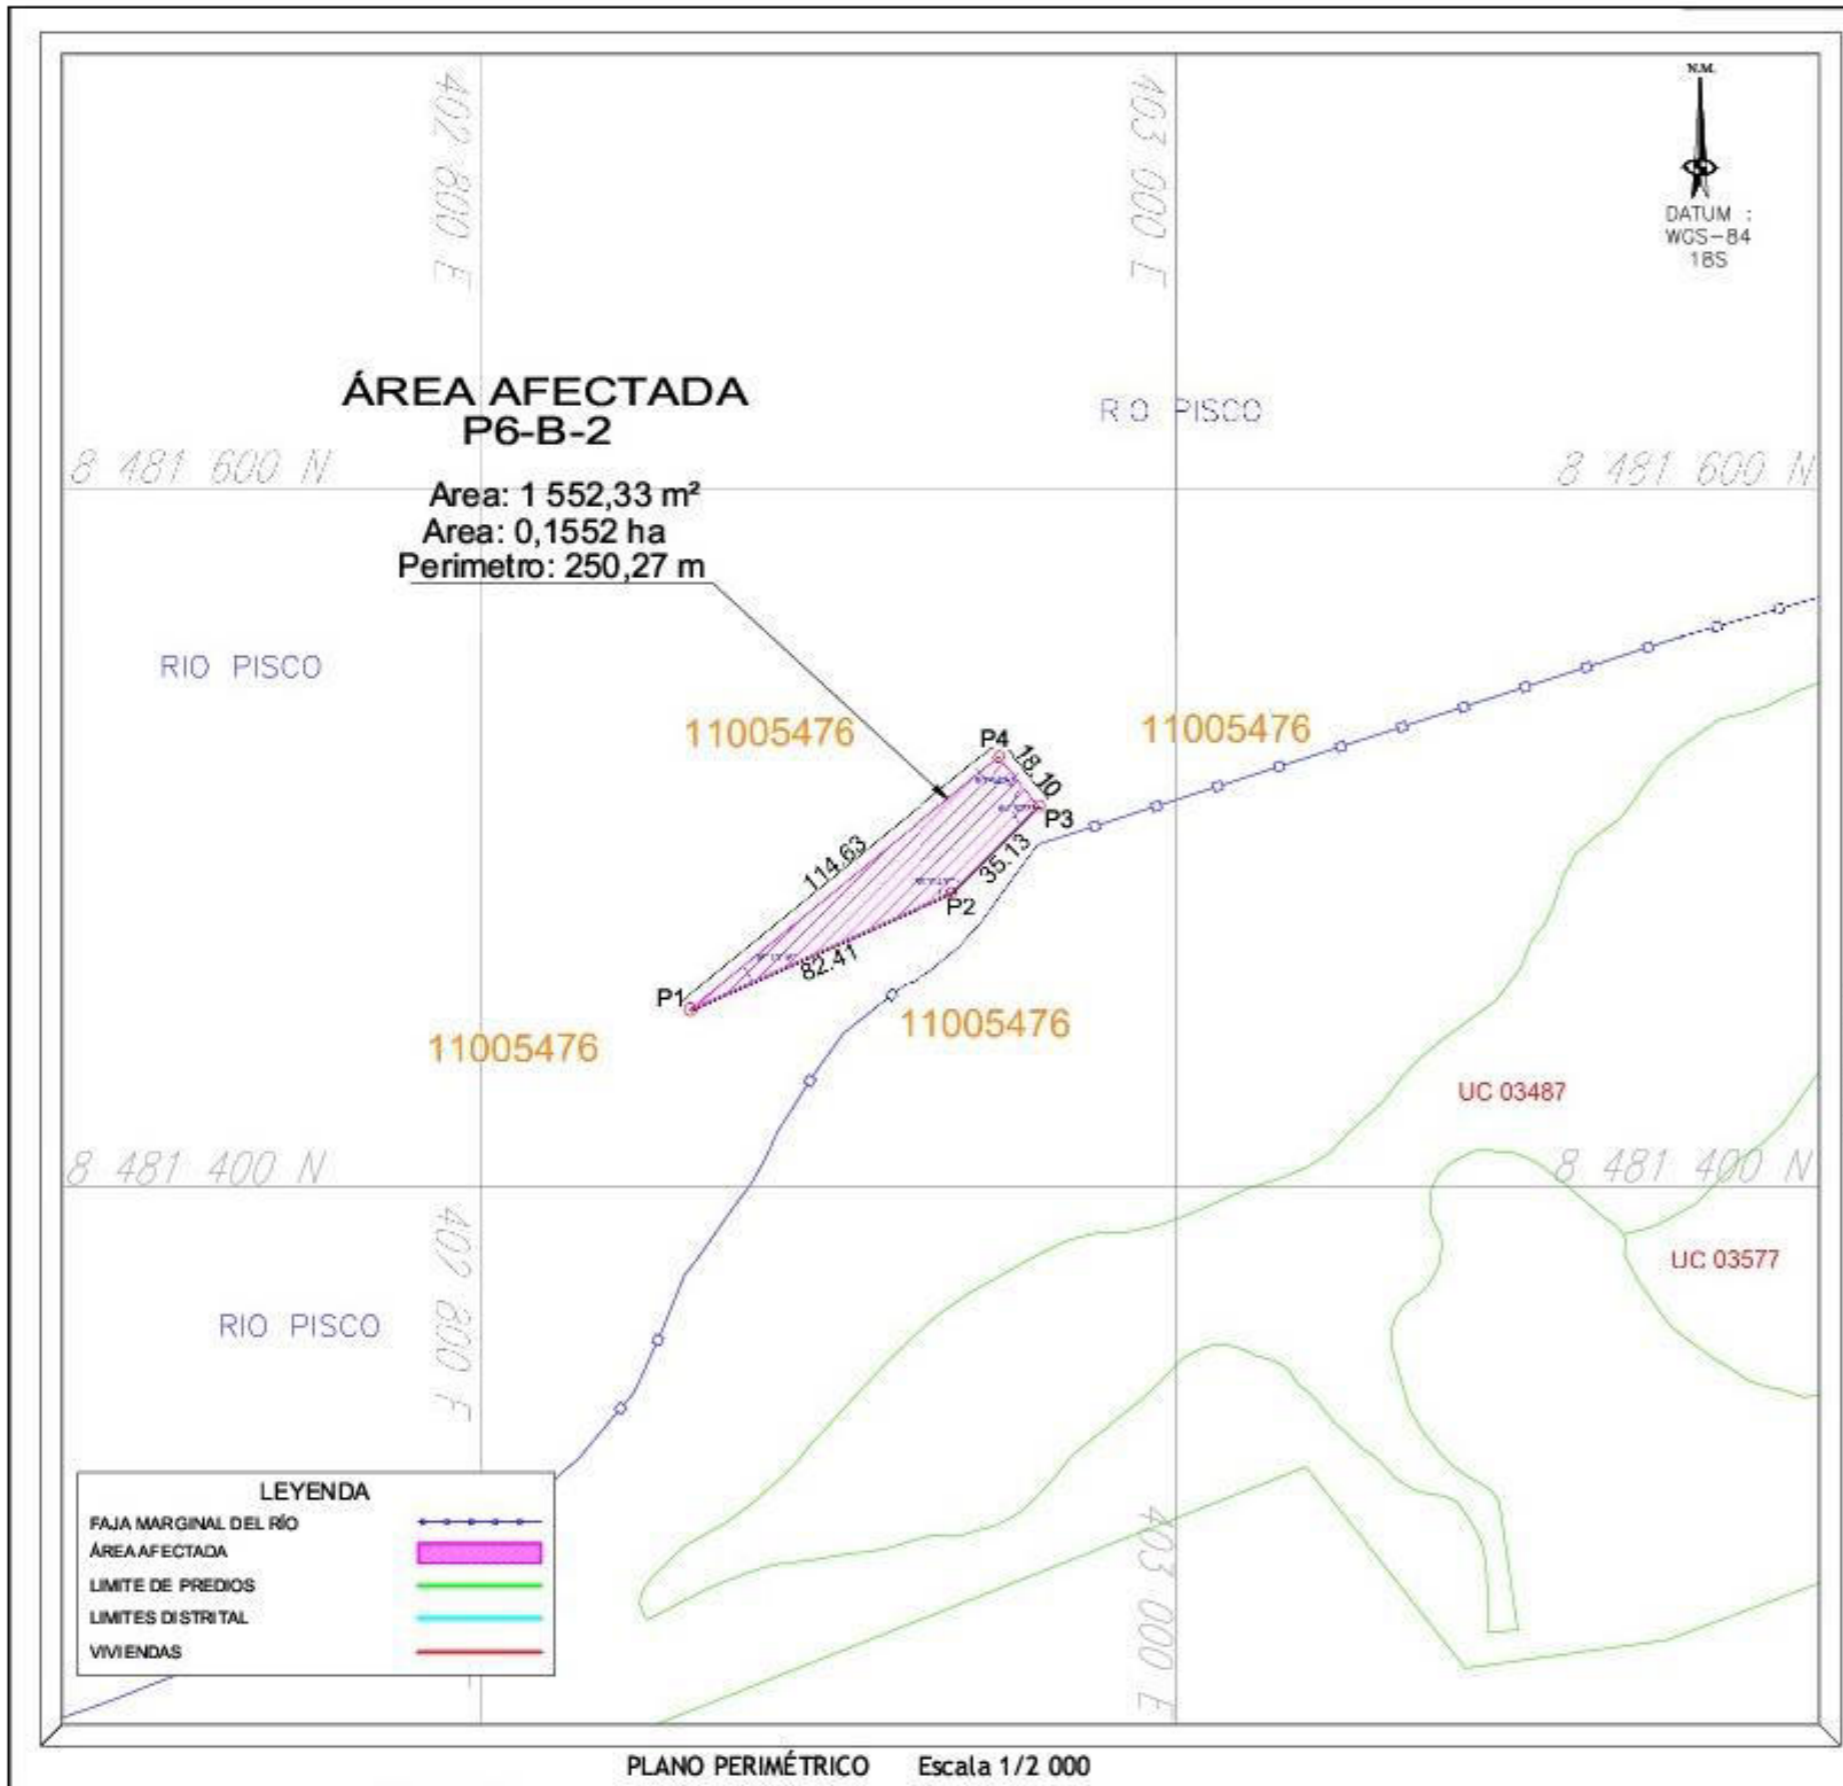 N.M.
DATUM :
WGS-84
18S
402 800 E
403 000 E
ÁREA AFECTADA
P6-B-2
RIO PISCO
8 481 600 N
8 481 600 N
Area: 1 552,33 m²
Area: 0,1552 ha
Perimetro: 250,27 m
RIO PISCO
11005476
11005476
P4
18.10
P3
114.63
35.13
P2
82.41
P1
11005476
11005476
UC 03487
8 481 400 N
8 481 400 N
402 800 E
UC 03577
RIO PISCO
403 000 E
LEYENDA
FAJA MARGINAL DEL RÍO
ÁREA AFECTADA
LIMITE DE PREDIOS
LIMITES DISTRITAL
VIVIENDAS
PLANO PERIMÉTRICO Escala 1/2 000